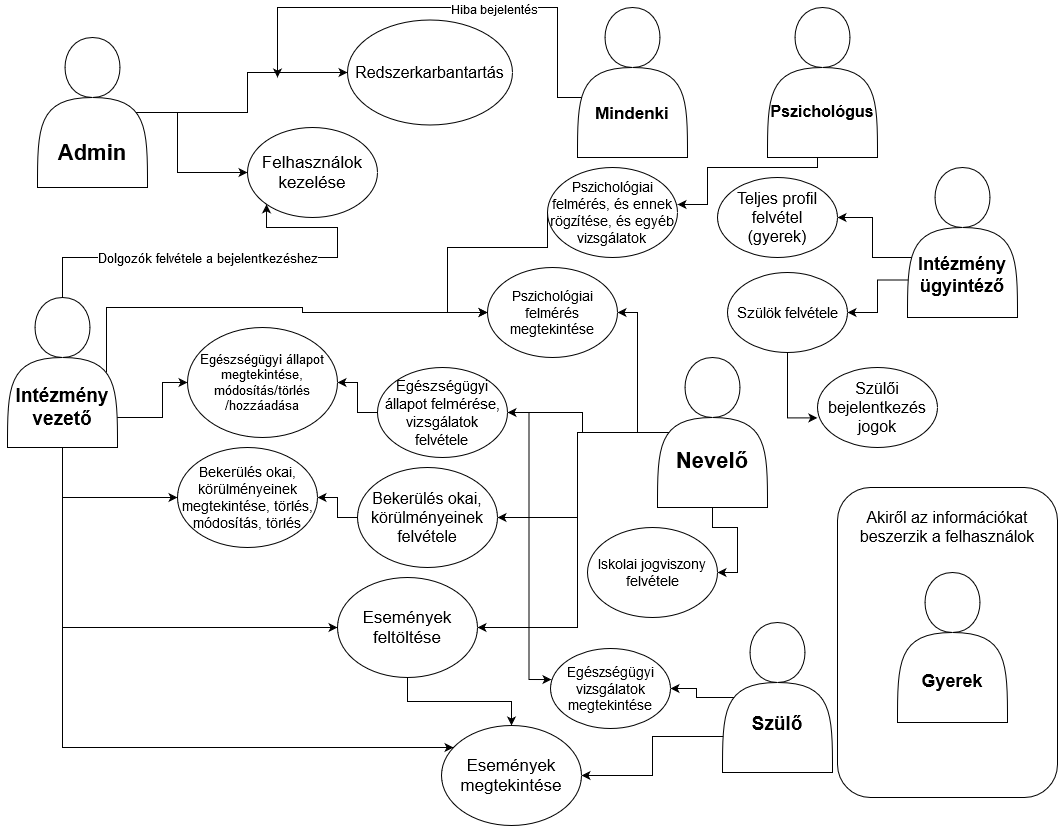 Hiba bejelentés
Redszerkarbantartás
Mindenki
Pszichológus
Admin
Felhasználok
kezelése
Pszichológiai
felmérés, és ennek
rögzítése, és egyéb
vizsgálatok
Teljes profil
felvétel
(gyerek)
Dolgozók felvétele a bejelentkezéshez
Intézmény
ügyintéző
Pszichológiai
felmérés
megtekintése
Szülök felvétele
Intézmény
vezető
Egészségügyi állapot
megtekintése,
módosítás/törlés
/hozzáadása
Egészségügyi
állapot felmérése,
vizsgálatok
felvétele
Szülői
bejelentkezés
jogok
Nevelő
Bekerülés okai,
körülményeinek
megtekintése, törlés,
módosítás, törlés
Bekerülés okai,
körülményeinek
felvétele
Akiről az információkat
beszerzik a felhasználok
Iskolai jogviszony
felvétele
Események
feltöltése
Egészségügyi
vizsgálatok
megtekintése
Gyerek
Szülő
Események
megtekintése